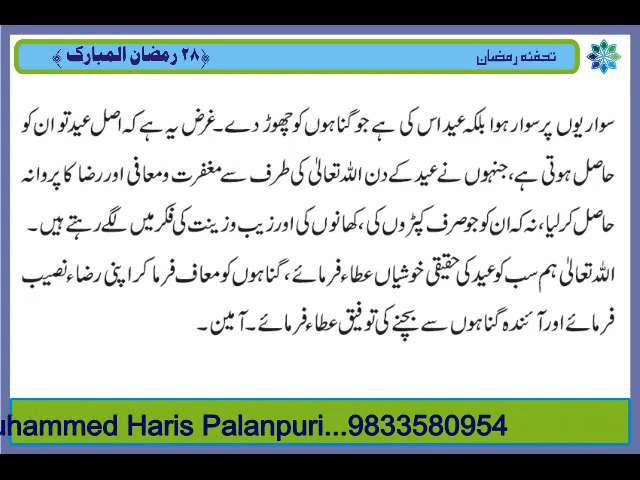 تحفئہ رمضان
﴿۲۸ رمضان المبارک﴾
سواریوں پر سوار ہوا بلکہ عید اس کی ہے جو گناہوں کو چھوڑ دے۔ غرض یہ ہے کہ اصل عید تو ان کو
حاصل ہوتی ہے، جنہوں نے عید کے دن اللہ تعالیٰ کی طرف سے مغفرت و معافی اور رضا کا پروانہ
حاصل کرلیا، نہ کہ ان کو جو صرف کپڑوں کی، کھانوں کی اور زیب و زینت کی فکر میں لگے رہتے ہیں۔
اللہ تعالیٰ ہم سب کو عید کی حقیقی خوشیاں عطاء فرمائے، گناہوں کو معاف فرما کر اپنی رضاء نصیب
فرمائے اور آئندہ گناہوں سے بچنے کی توفیق عطاء فرمائے۔ آمین۔
uhammed Haris Palanpuri...9833580954